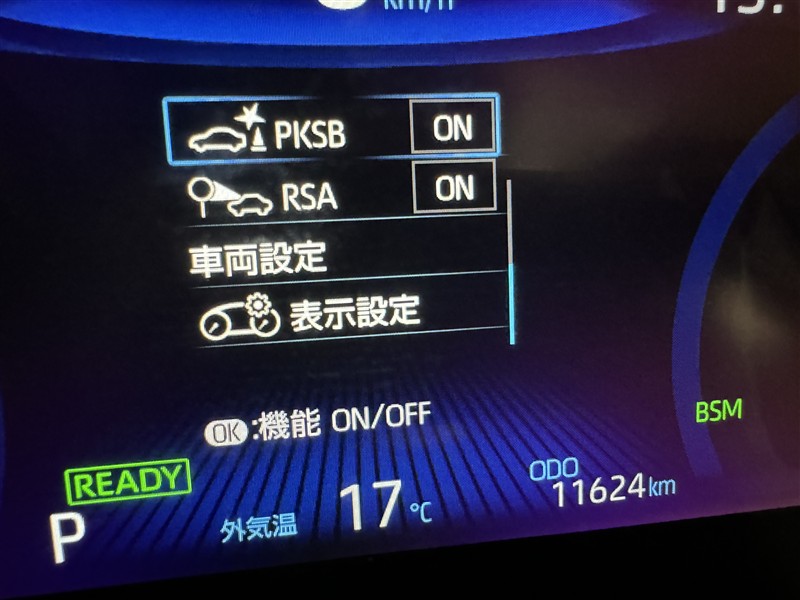 km/h
PKSB ON
RSA ON
車両設定
表示設定
OK:機能 ON/OFF
BSM
READY
P
外気温 17℃
ODO
11624km